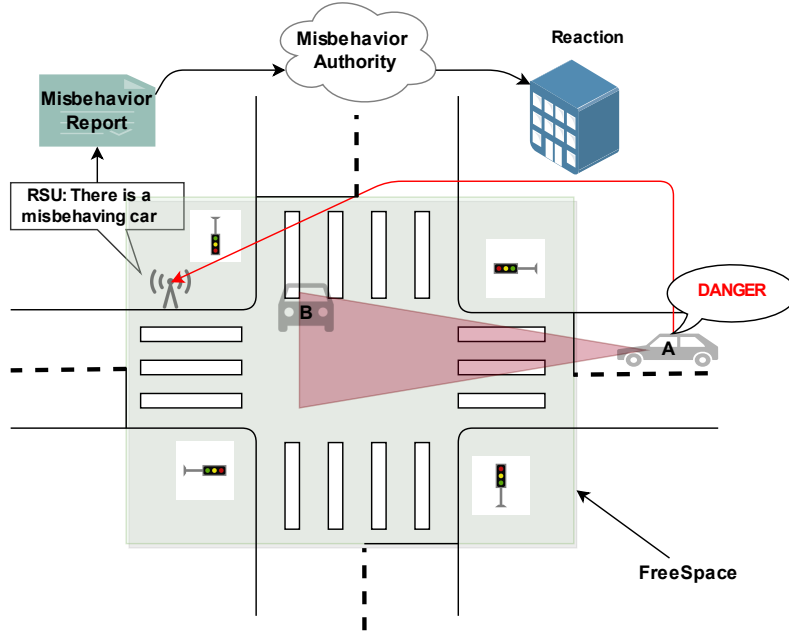 Misbehavior
Authority
Reaction
Misbehavior
Report
RSU: There is a
misbehaving car
DANGER
B
A
FreeSpace